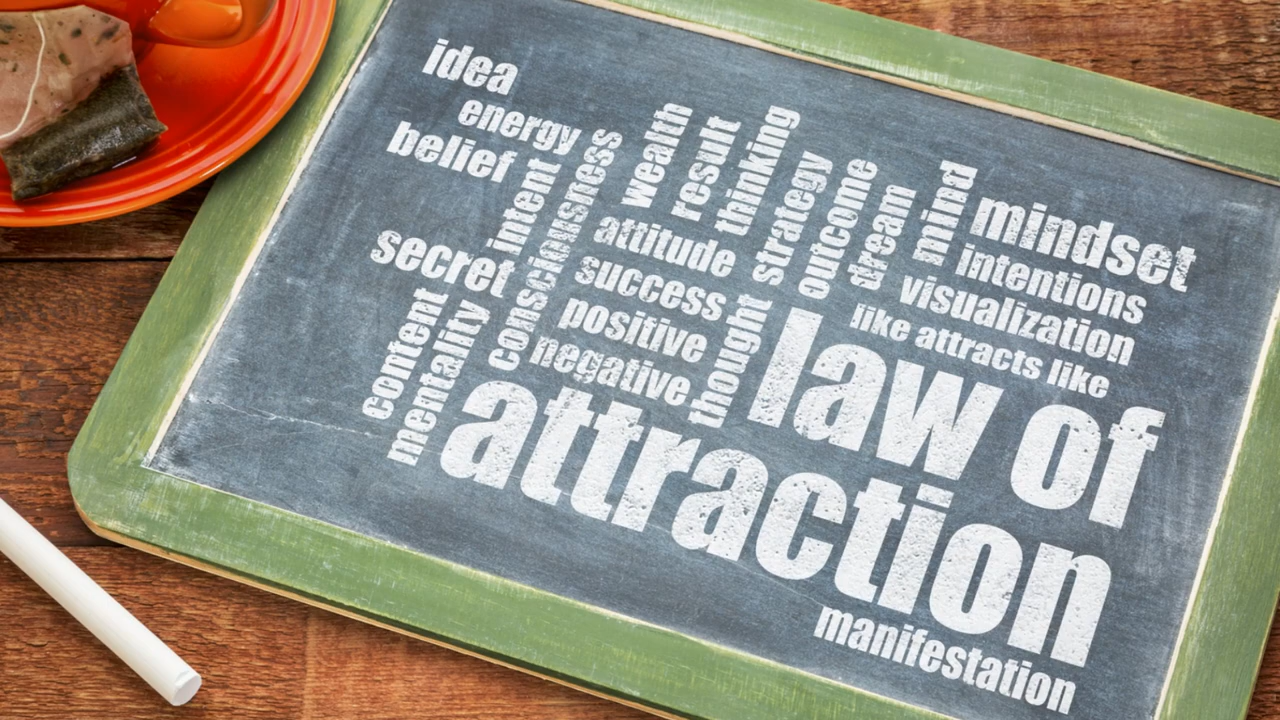 idea
energy
belief
intent
consciousness
wealth
result
thinking
strategy
outcome
dream
mind
mindset
intentions
visualization
like attracts like
attitude
success
positive
negative
thought
secret
content
mentality
law of
attraction
manifestation